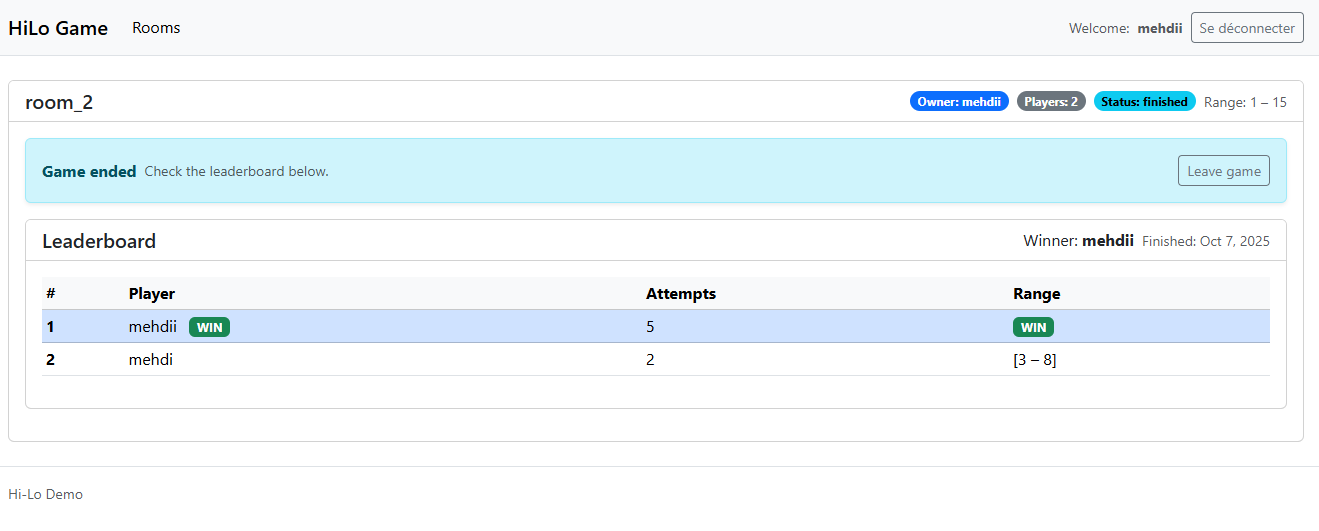 HiLo Game Rooms Welcome: mehdii Se déconnecter
room_2 Owner: mehdii Players: 2 Status: finished Range: 1 – 15
Game ended Check the leaderboard below. Leave game
Leaderboard Winner: mehdii Finished: Oct 7, 2025
# Player Attempts Range
1 mehdii WIN 5 WIN
2 mehdi 2 [3 – 8]
Hi-Lo Demo